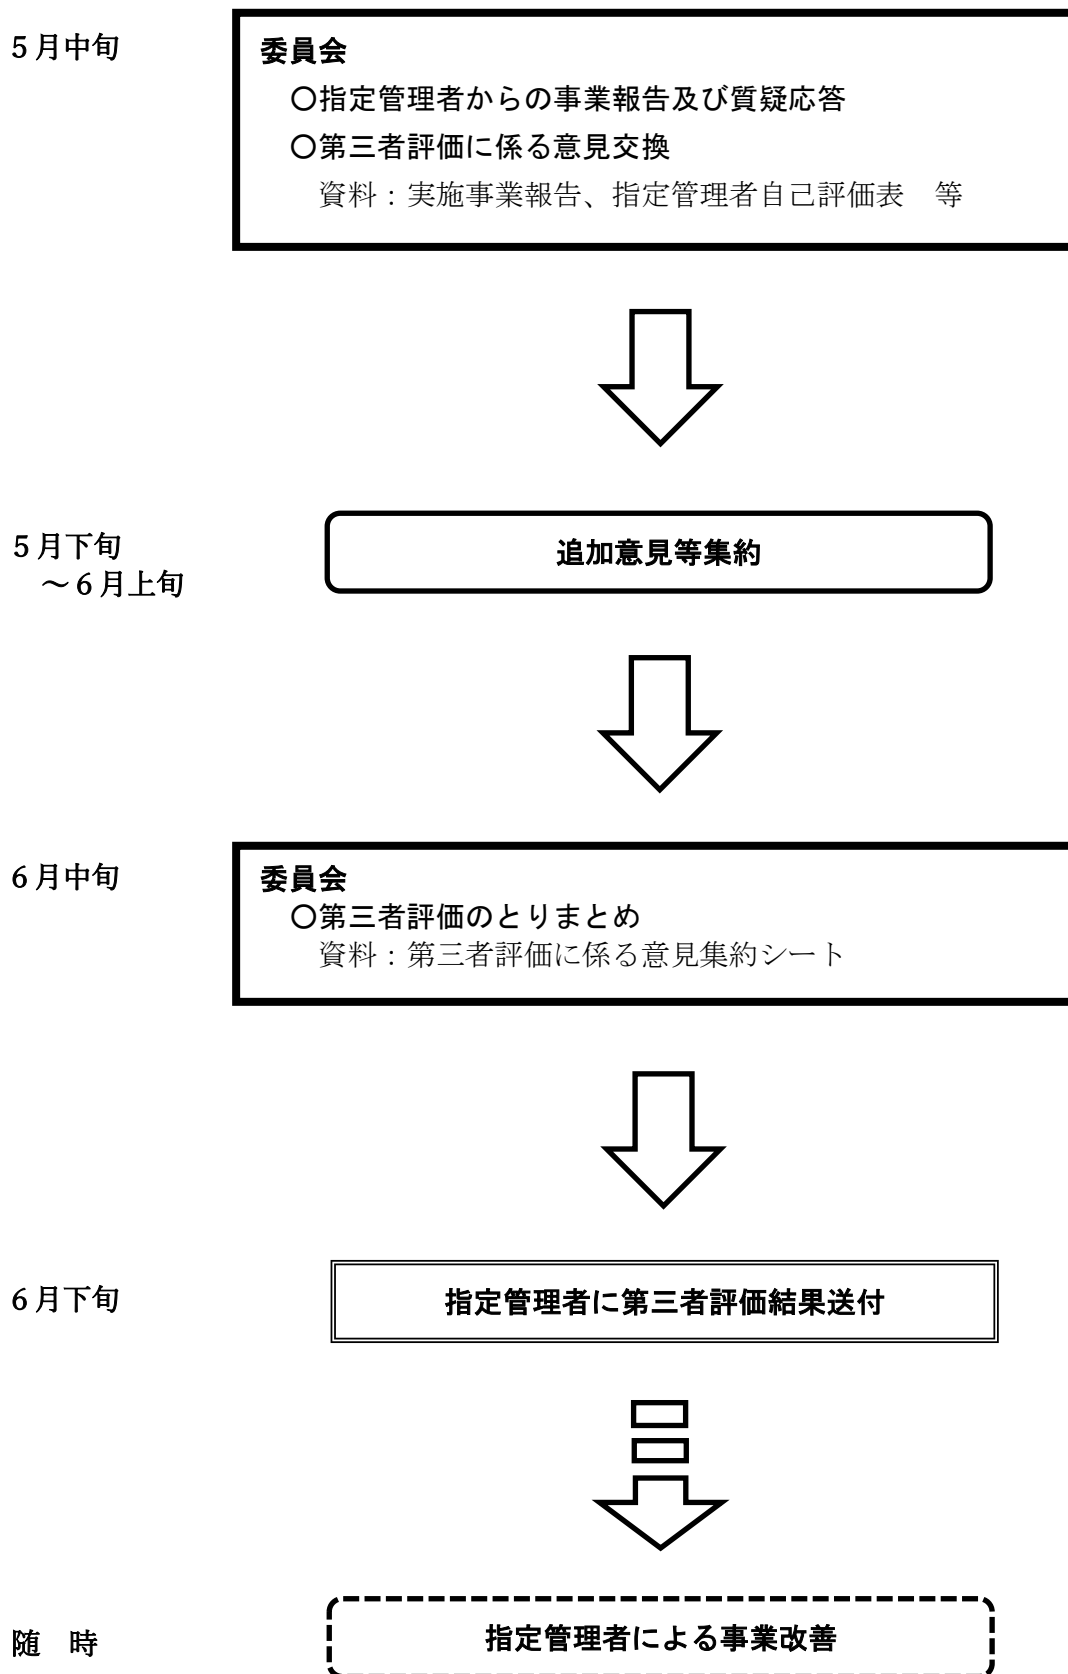 5月中旬
委員会
〇指定管理者からの事業報告及び質疑応答
〇第三者評価に係る意見交換
資料：実施事業報告、指定管理者自己評価表　等
5月下旬
～6月上旬
追加意見等集約
6月中旬
委員会
〇第三者評価のとりまとめ
資料：第三者評価に係る意見集約シート
6月下旬
指定管理者に第三者評価結果送付
随　時
指定管理者による事業改善